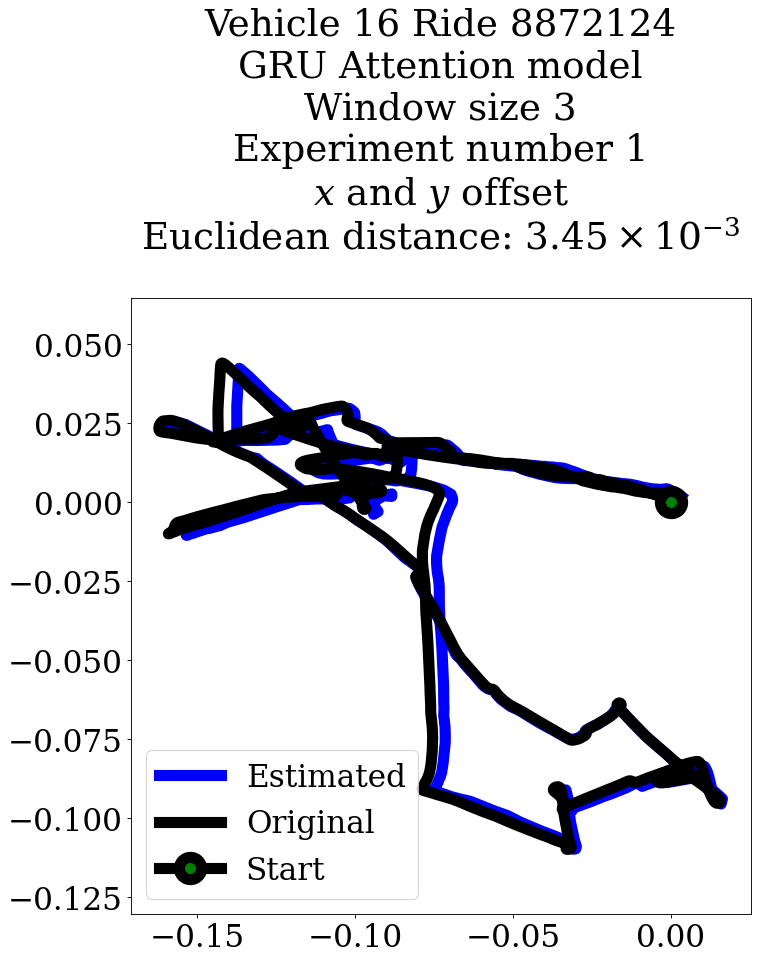 Vehicle 16 Ride 8872124
GRU Attention model
Window size 3
Experiment number 1
x and y offset
Euclidean distance: 3.45 × 10⁻³
0.050
0.025
0.000
−0.025
−0.050
−0.075
−0.100
−0.125
Estimated
Original
Start
−0.15 −0.10 −0.05 0.00